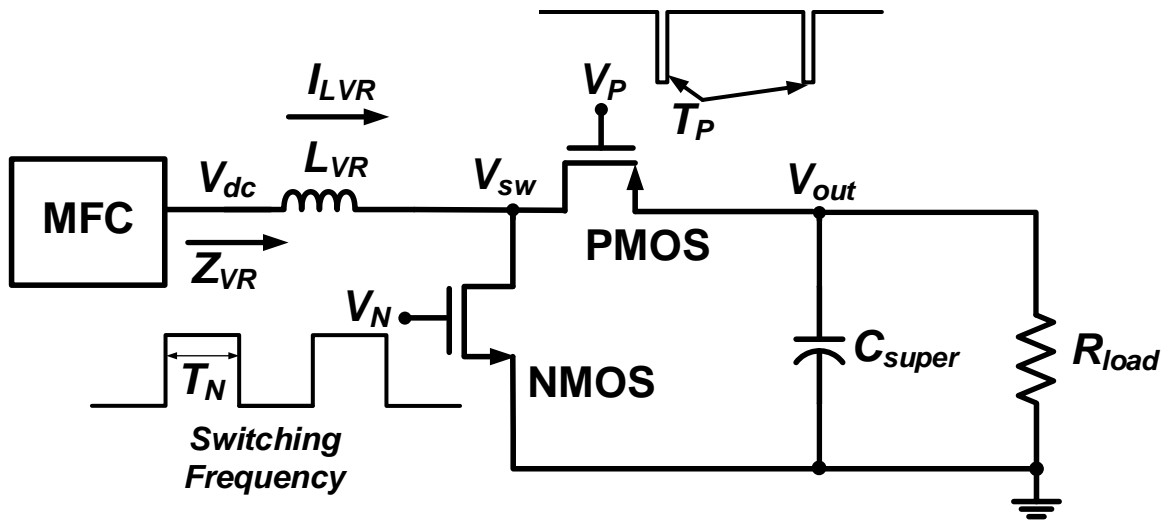 V_P
T_P
I_LVR
L_VR
V_dc
V_sw
V_out
MFC
PMOS
Z_VR
V_N
T_N
NMOS
C_super
R_load
Switching
Frequency